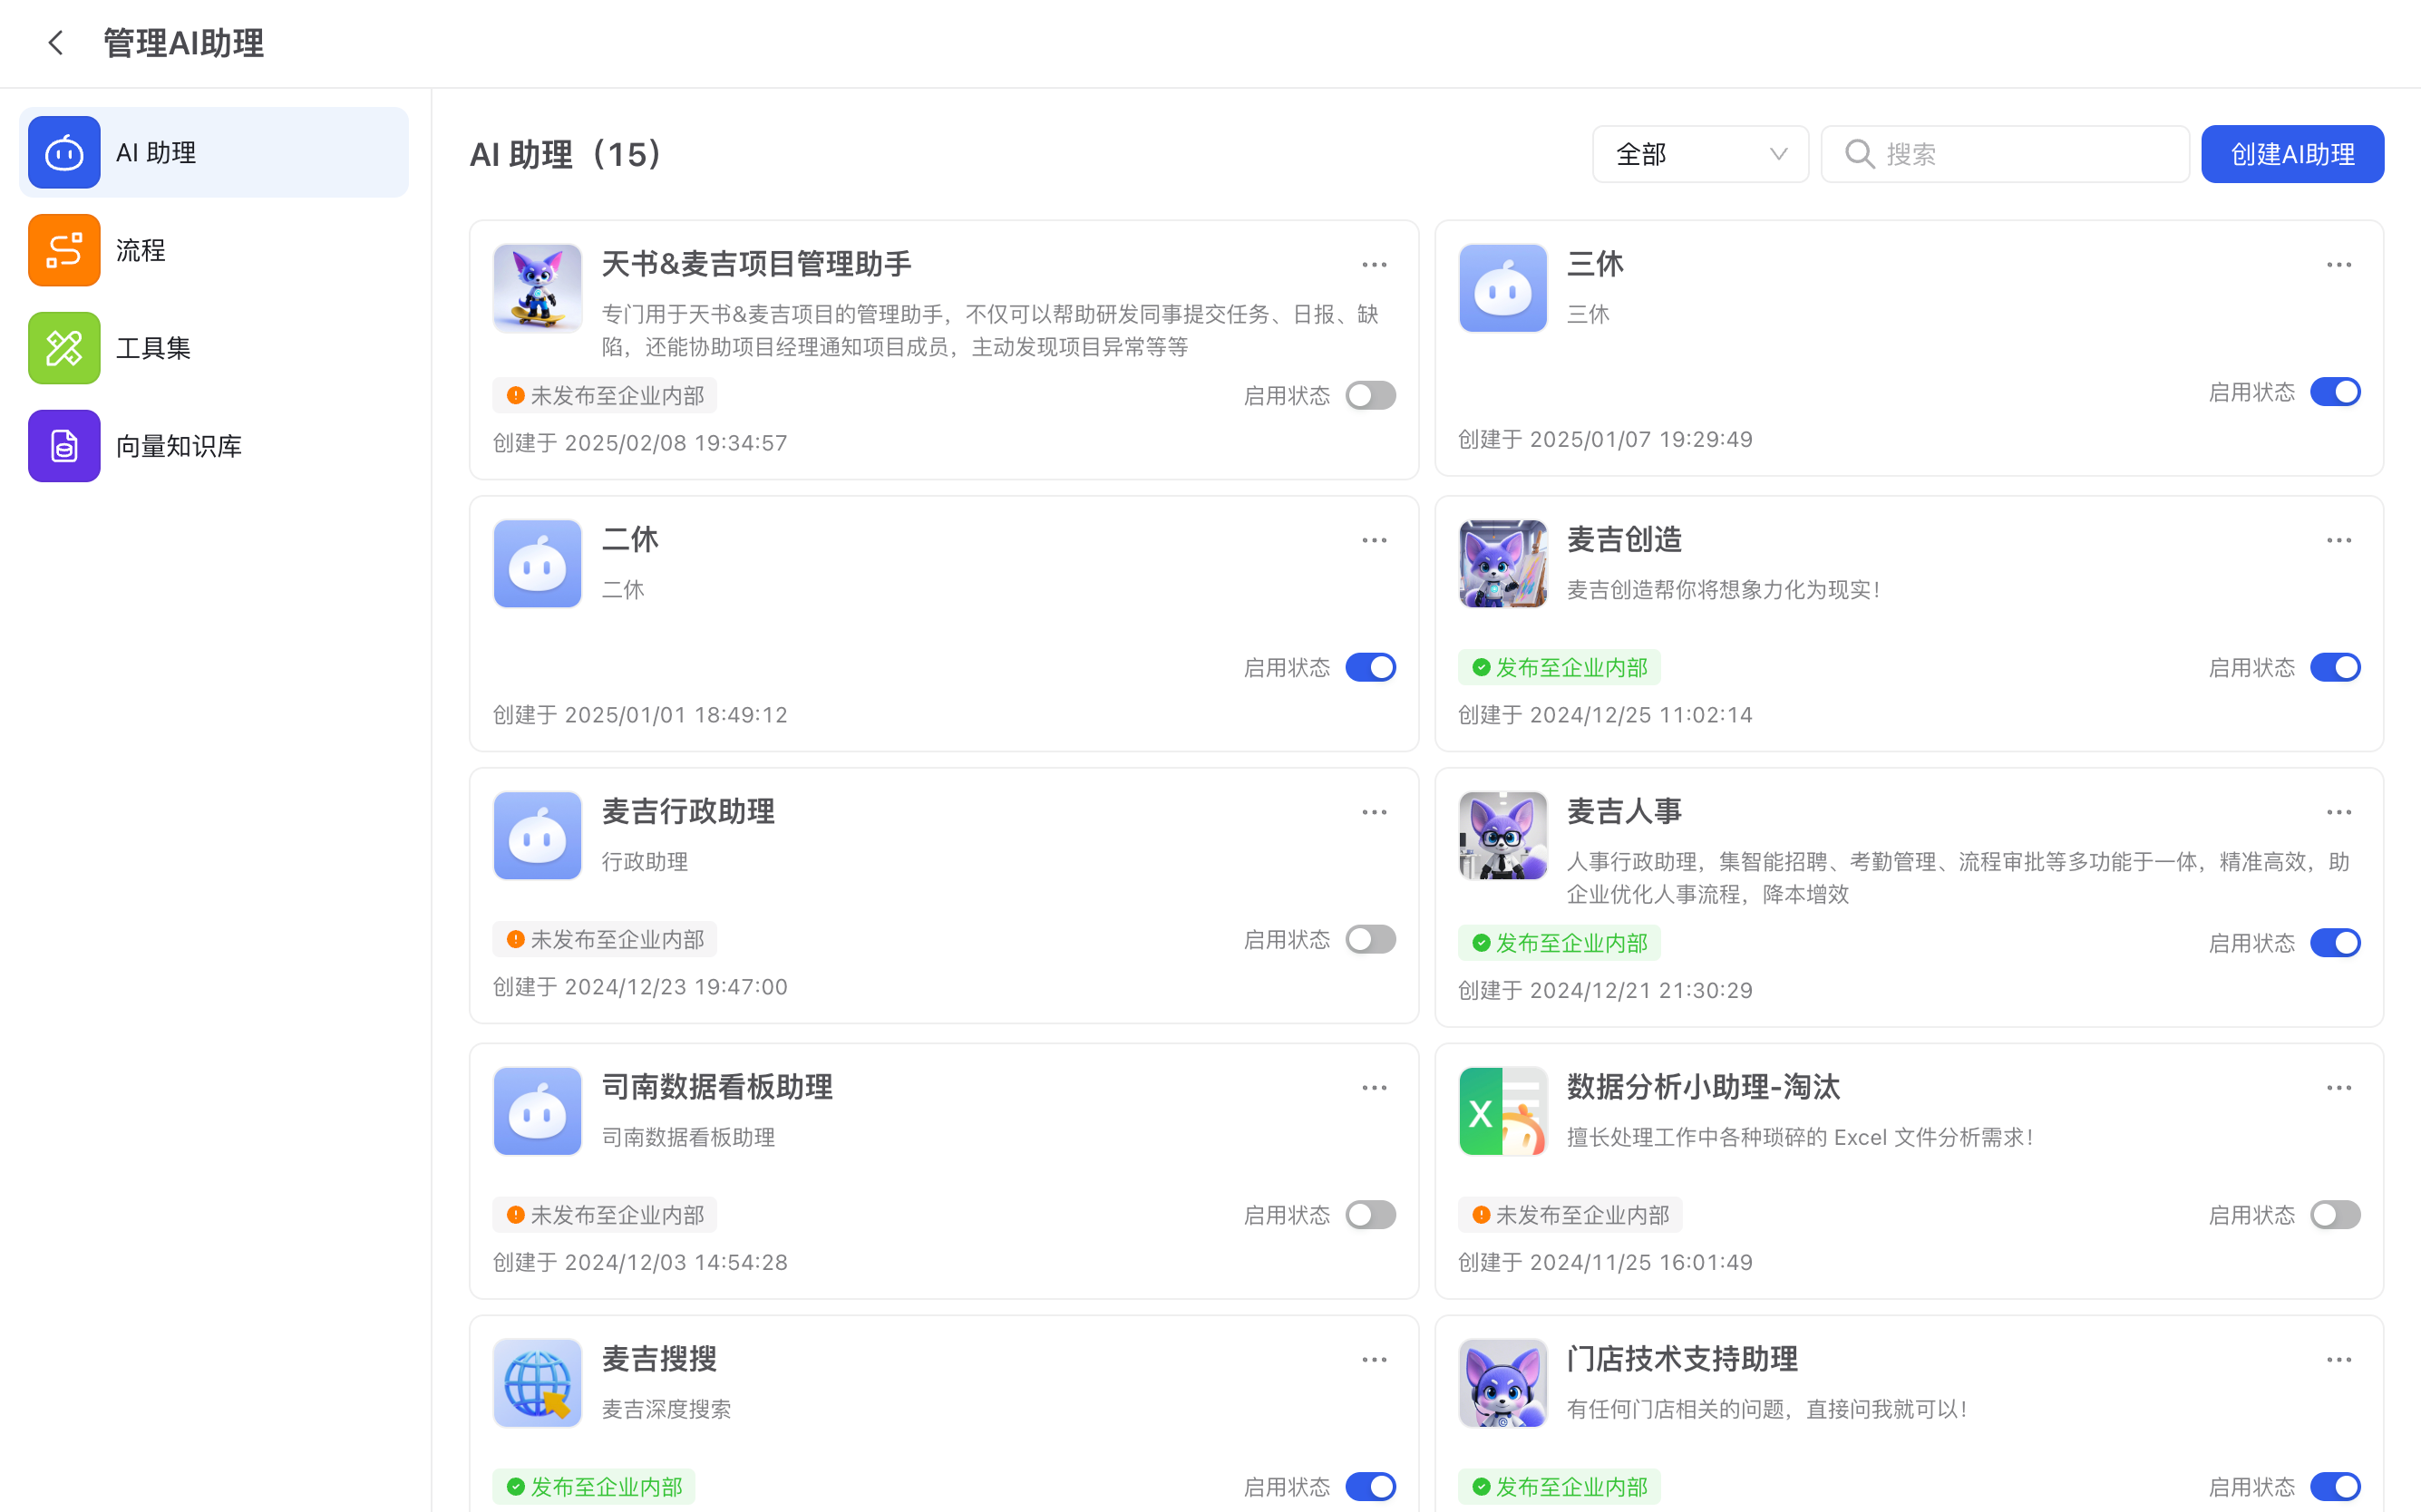 管理AI助理
AI 助理
流程
工具集
向量知识库
AI 助理（15）
全部
搜索
创建AI助理
天书&麦吉项目管理助手
专门用于天书&麦吉项目的管理助手，不仅可以帮助研发同事提交任务、日报、缺
陷，还能协助项目经理通知项目成员，主动发现项目异常等等
未发布至企业内部
启用状态
创建于 2025/02/08 19:34:57
三休
三休
启用状态
创建于 2025/01/07 19:29:49
二休
二休
启用状态
创建于 2025/01/01 18:49:12
麦吉创造
麦吉创造帮你将想象力化为现实！
发布至企业内部
启用状态
创建于 2024/12/25 11:02:14
麦吉行政助理
行政助理
未发布至企业内部
启用状态
创建于 2024/12/23 19:47:00
麦吉人事
人事行政助理，集智能招聘、考勤管理、流程审批等多功能于一体，精准高效，助
企业优化人事流程，降本增效
发布至企业内部
启用状态
创建于 2024/12/21 21:30:29
司南数据看板助理
司南数据看板助理
未发布至企业内部
启用状态
创建于 2024/12/03 14:54:28
X
数据分析小助理-淘汰
擅长处理工作中各种琐碎的 Excel 文件分析需求！
未发布至企业内部
启用状态
创建于 2024/11/25 16:01:49
麦吉搜搜
麦吉深度搜索
发布至企业内部
启用状态
门店技术支持助理
有任何门店相关的问题，直接问我就可以！
发布至企业内部
启用状态